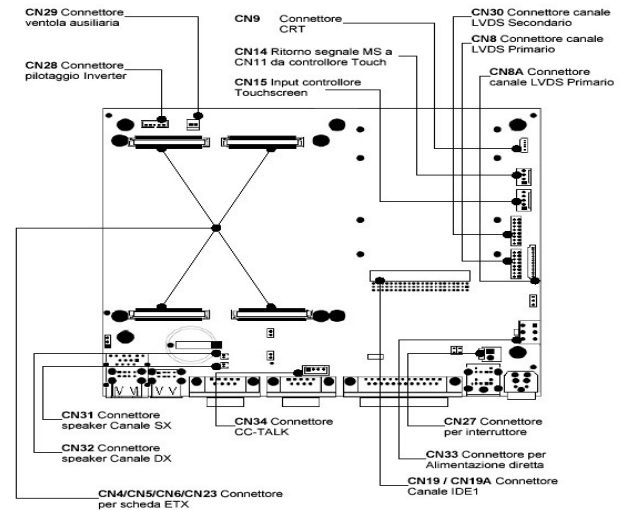 CN29 Connettore
ventola ausiliaria
CN28 Connettore
pilotaggio Inverter
CN9 Connettore
CRT
CN14 Ritorno segnale MS a
CN11 da controllore Touch
CN15 Input controllore
Touchscreen
CN30 Connettore canale
LVDS Secondario
CN8 Connettore canale
LVDS Primario
CN8A Connettore
canale LVDS Primario
CN31 Connettore
speaker Canale SX
CN32 Connettore
speaker Canale DX
CN4/CN5/CN6/CN23 Connettore
per scheda ETX
CN34 Connettore
CC-TALK
CN27 Connettore
per interruttore
CN33 Connettore per
Alimentazione diretta
CN19 / CN19A Connettore
Canale IDE1